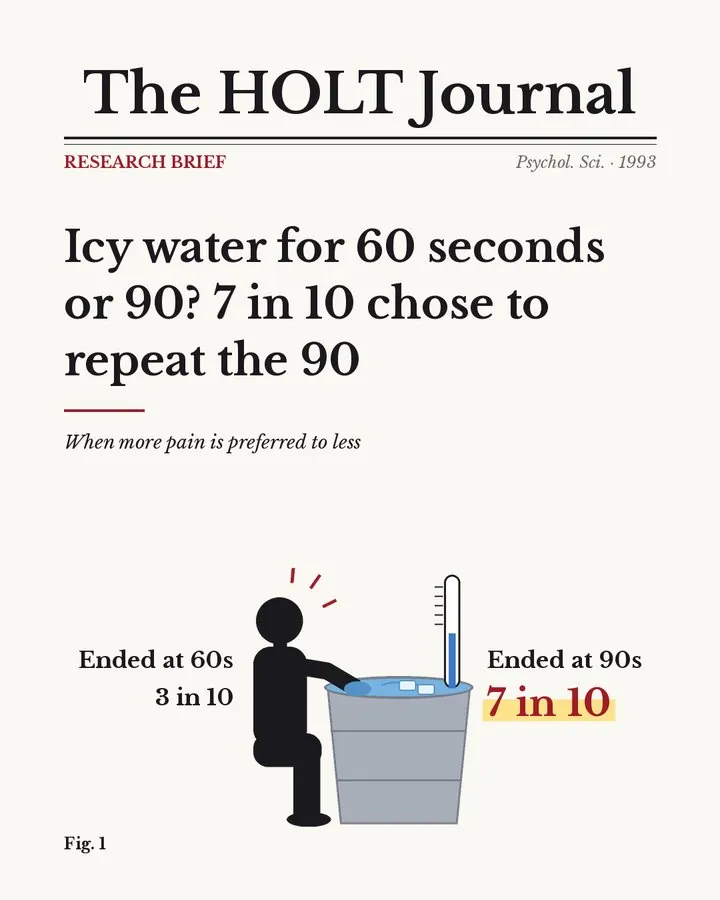 The HOLT Journal
RESEARCH BRIEF
Psychol. Sci. · 1993
Icy water for 60 seconds
or 90? 7 in 10 chose to
repeat the 90
When more pain is preferred to less
Ended at 60s
3 in 10
Ended at 90s
7 in 10
Fig. 1